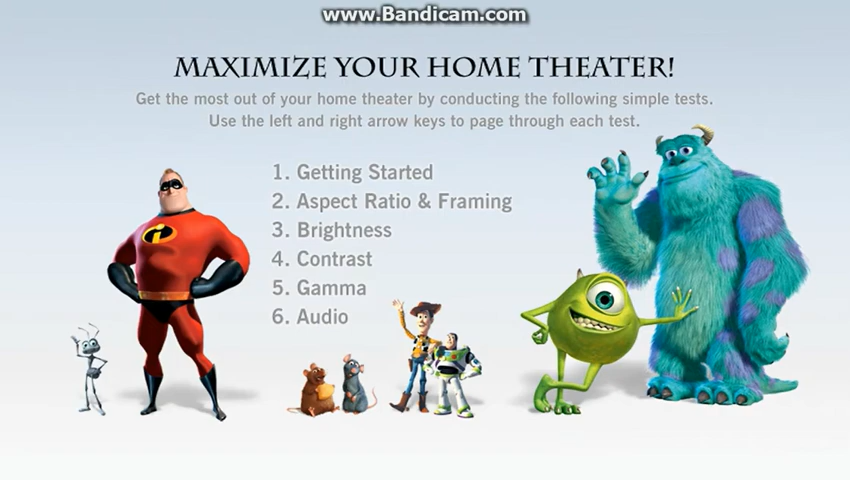 www.Bandicam.com
MAXIMIZE YOUR HOME THEATER!
Get the most out of your home theater by conducting the following simple tests.
Use the left and right arrow keys to page through each test.
1. Getting Started
2. Aspect Ratio & Framing
3. Brightness
4. Contrast
5. Gamma
6. Audio